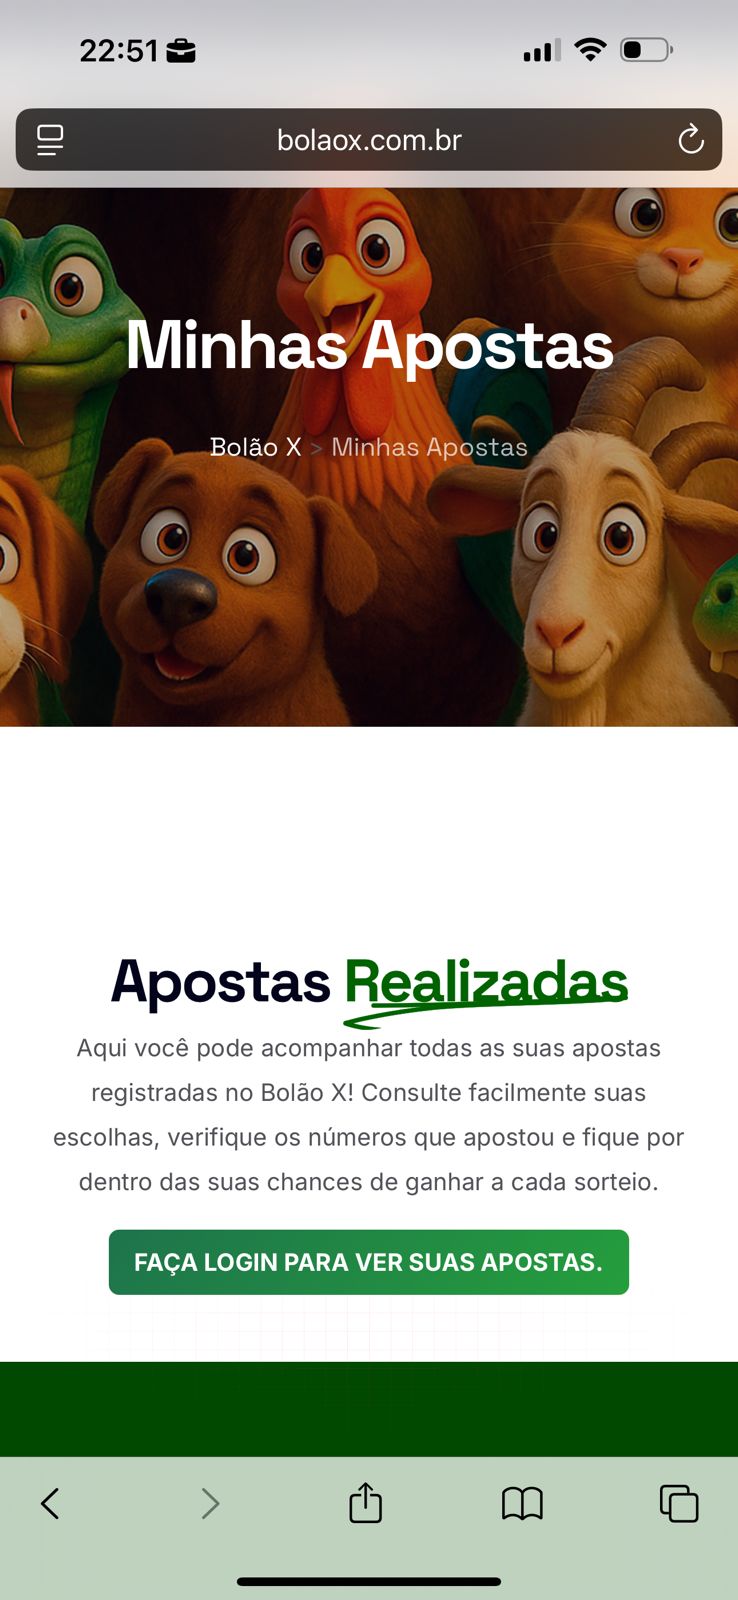 22:51
bolaox.com.br
Minhas Apostas
Bolão X > Minhas Apostas
Apostas Realizadas
Aqui você pode acompanhar todas as suas apostas
registradas no Bolão X! Consulte facilmente suas
escolhas, verifique os números que apostou e fique por
dentro das suas chances de ganhar a cada sorteio.
FAÇA LOGIN PARA VER SUAS APOSTAS.